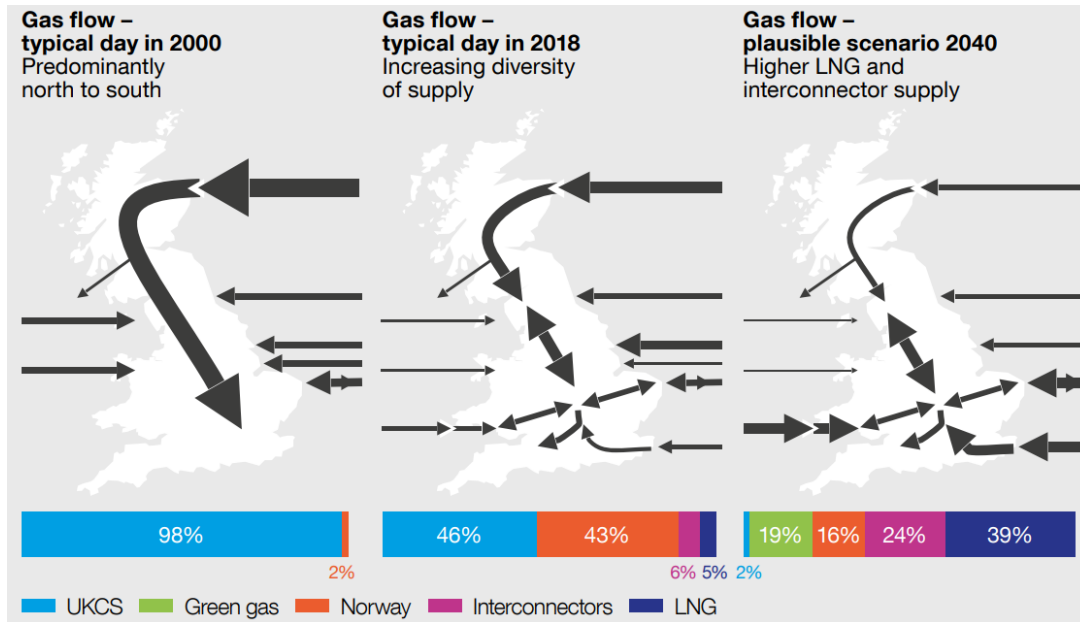 Gas flow –
typical day in 2000
Predominantly
north to south
Gas flow –
typical day in 2018
Increasing diversity
of supply
Gas flow –
plausible scenario 2040
Higher LNG and
interconnector supply
98%
2%
46%
43%
6%
5%
2%
19%
16%
24%
39%
UKCS
Green gas
Norway
Interconnectors
LNG